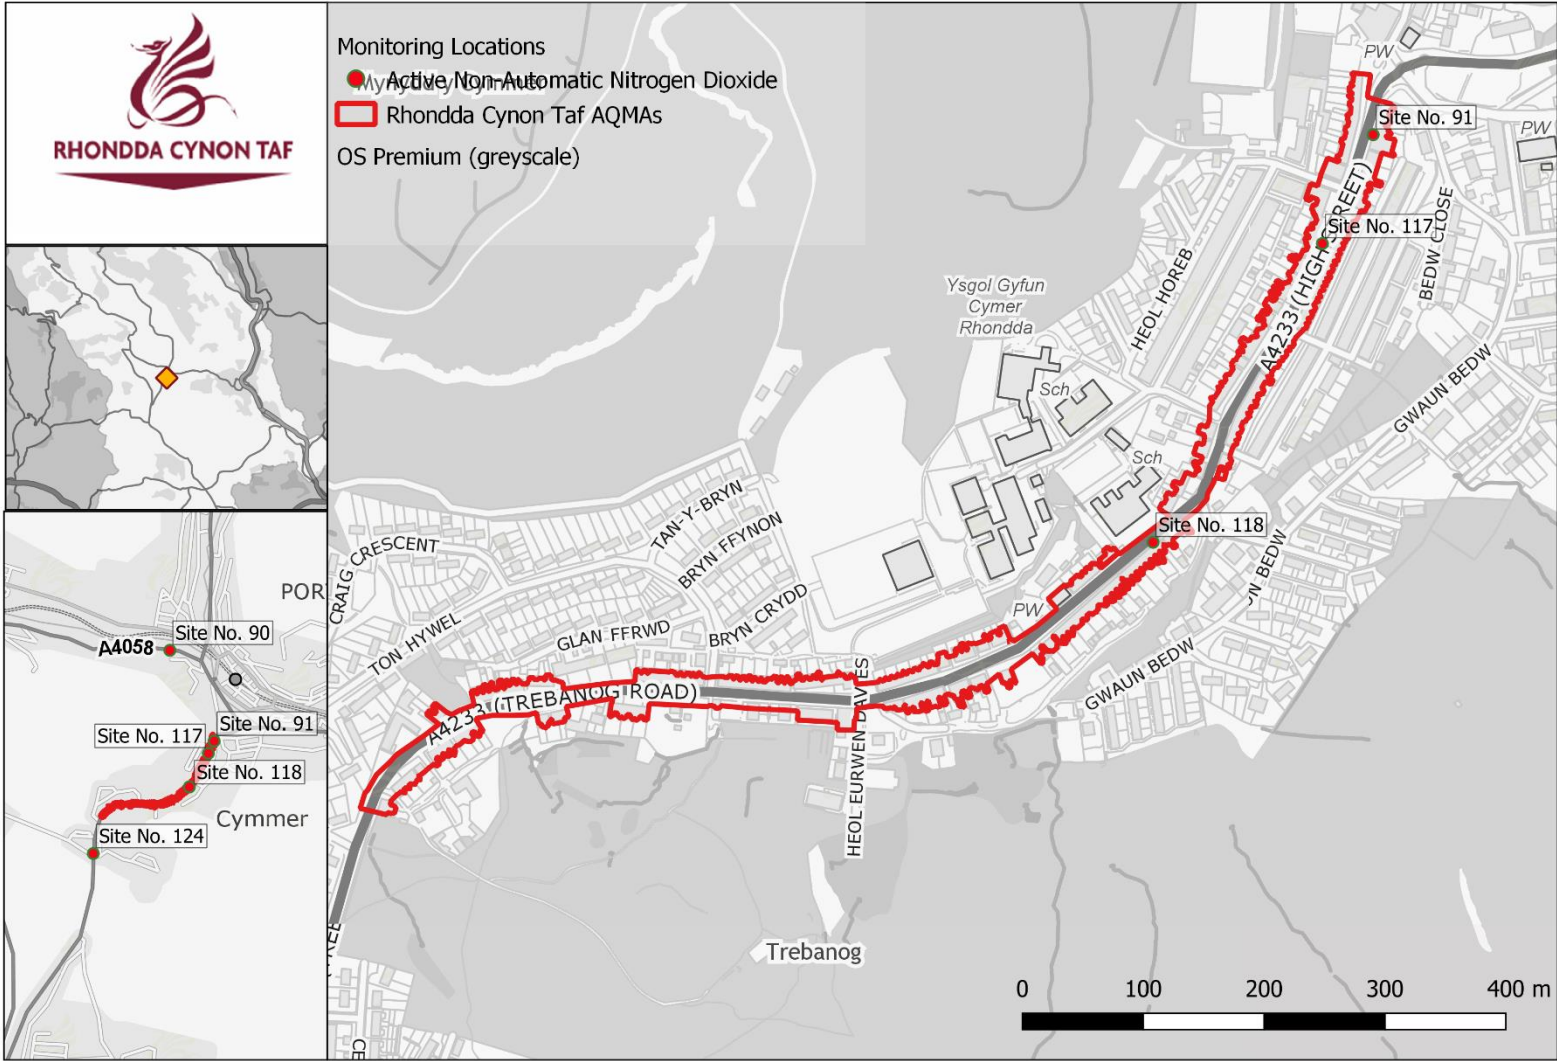 RHONDDA CYNON TAF
Monitoring Locations
Mynydd y Cymmer
Active Non-Automatic Nitrogen Dioxide
Rhondda Cynon Taf AQMAs
OS Premium (greyscale)
PW
Site No. 91
PW
Site No. 117
A4233 (HIGH STREET)
BEDW CLOSE
HEOL HOREB
Ysgol Gyfun
Cymer
Rhondda
Sch
GWAUN BEDW
Sch
Site No. 118
TAN-Y-BRYN
BRYN FFYNON
CRAIG CRESCENT
BRYN CRYDD
PW
GLAN FFRWD
TON HYWEL
GWAUN BEDW
A4233 (TREBANOG ROAD)
HEOL EURWEN DAVIES
Trebanog
0 100 200 300 400 m
POR
Site No. 90
A4058
Site No. 91
Site No. 117
Site No. 118
Cymmer
Site No. 124